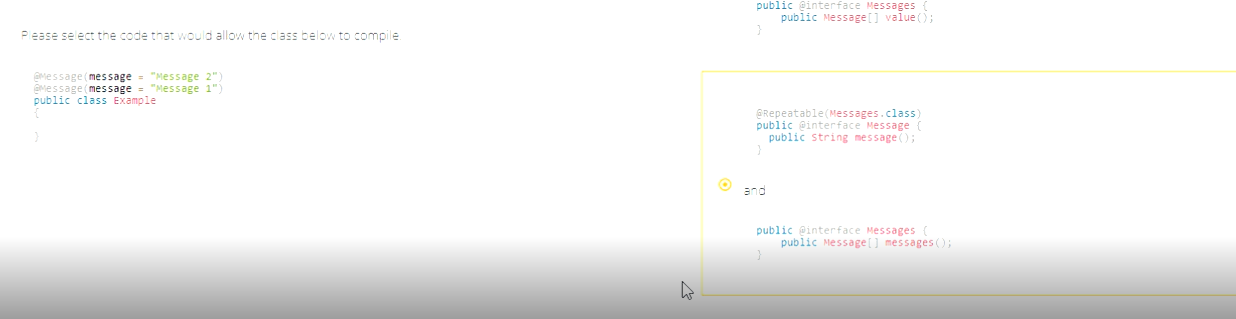 Please select the code that would allow the class below to compile.
@Message(message = "Message 2")
@Message(message = "Message 1")
public class Example
{
}
public @interface Messages {
public Message[] value();
}
@Repeatable(Messages.class)
public @interface Message {
public String message();
}
and
public @interface Messages {
public Message[] messages();
}